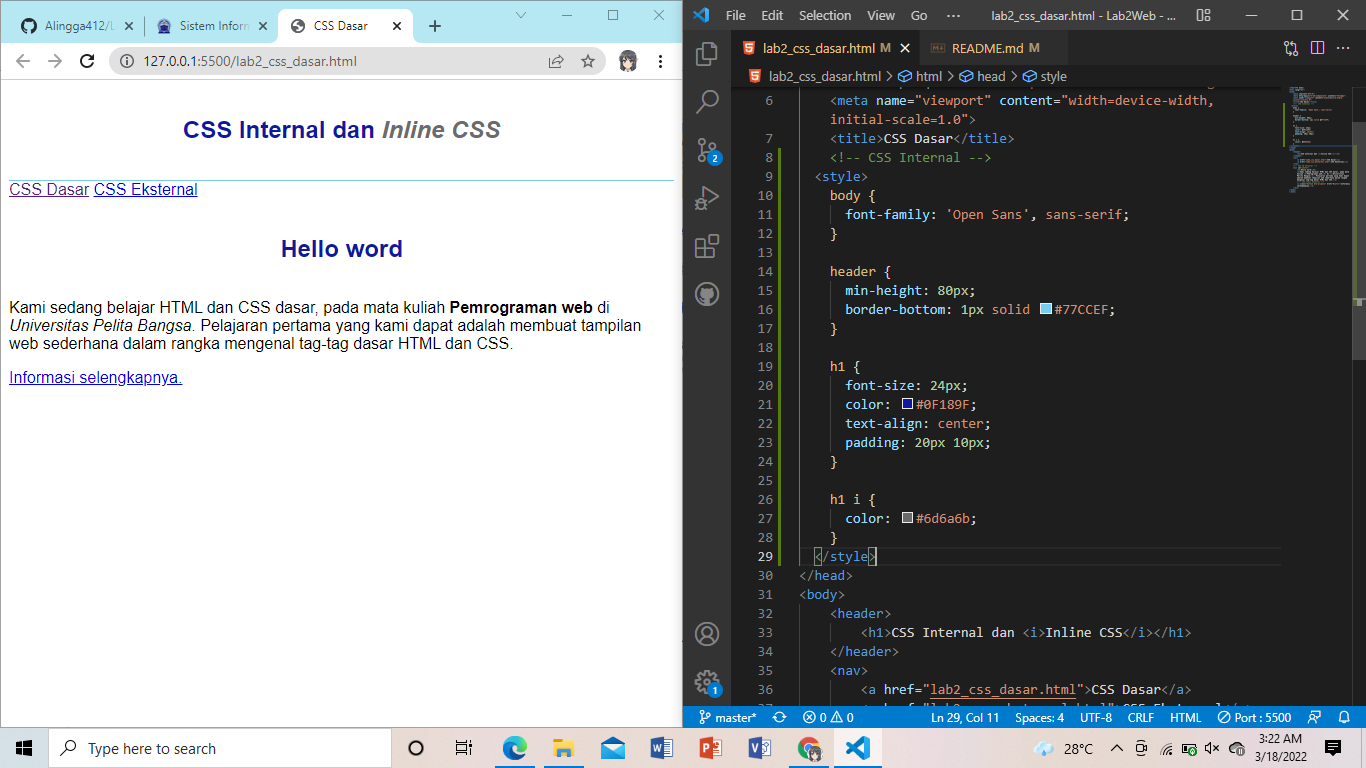 Alingga412/L
Sistem Inform
CSS Dasar
127.0.0.1:5500/lab2_css_dasar.html
CSS Internal dan Inline CSS
CSS Dasar CSS Eksternal
Hello word
Kami sedang belajar HTML dan CSS dasar, pada mata kuliah Pemrograman web di
Universitas Pelita Bangsa. Pelajaran pertama yang kami dapat adalah membuat tampilan
web sederhana dalam rangka mengenal tag-tag dasar HTML dan CSS.
Informasi selengkapnya.
File Edit Selection View Go ··· lab2_css_dasar.html - Lab2Web - ...
lab2_css_dasar.html M README.md M
lab2_css_dasar.html > html > head > style
6 <meta name="viewport" content="width=device-width,
initial-scale=1.0">
7 <title>CSS Dasar</title>
8 <!-- CSS Internal -->
9 <style>
10 body {
11 font-family: 'Open Sans', sans-serif;
12 }
13
14 header {
15 min-height: 80px;
16 border-bottom: 1px solid #77CCEF;
17 }
18
19 h1 {
20 font-size: 24px;
21 color: #0F189F;
22 text-align: center;
23 padding: 20px 10px;
24 }
25
26 h1 i {
27 color: #6d6a6b;
28 }
29 </style>
30 </head>
31 <body>
32 <header>
33 <h1>CSS Internal dan <i>Inline CSS</i></h1>
34 </header>
35 <nav>
36 <a href="lab2_css_dasar.html">CSS Dasar</a>
2
1
master* 0 0 Ln 29, Col 11 Spaces: 4 UTF-8 CRLF HTML Port : 5500
Type here to search
28°C
3:22 AM
3/18/2022